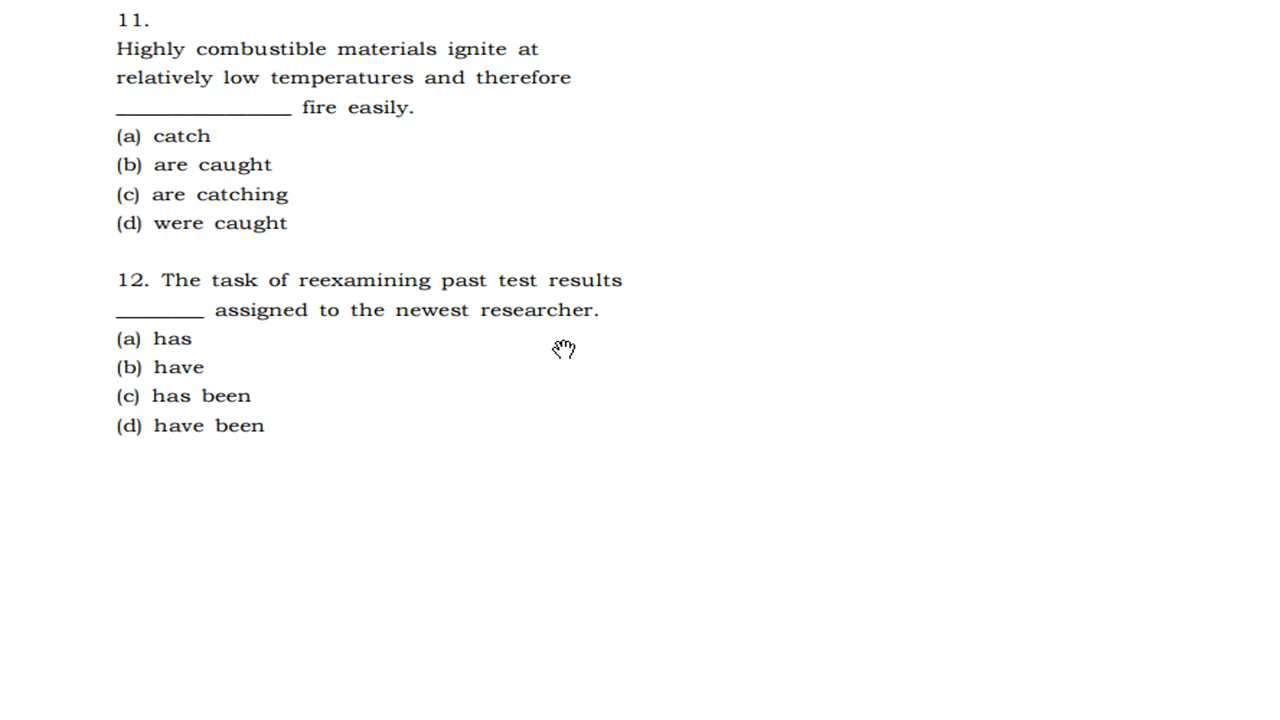 11.
Highly combustible materials ignite at
relatively low temperatures and therefore
________________ fire easily.
(a) catch
(b) are caught
(c) are catching
(d) were caught
12. The task of reexamining past test results
________ assigned to the newest researcher.
(a) has
(b) have
(c) has been
(d) have been